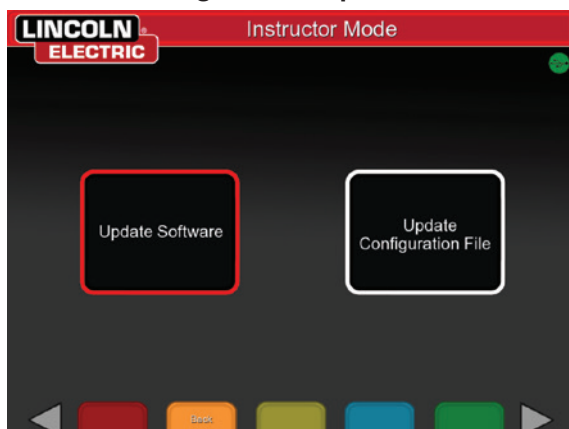 LINCOLN
ELECTRIC
Instructor Mode
Update Software
Update
Configuration File
Back